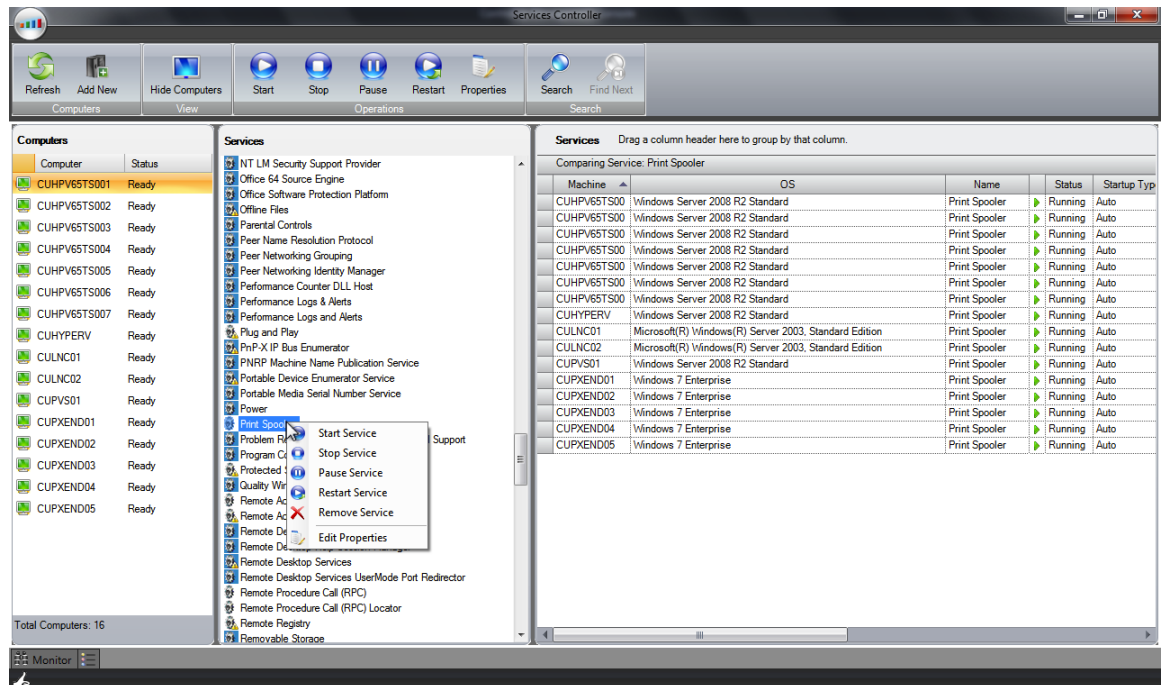 Services Controller
Refresh Add New Hide Computers Start Stop Pause Restart Properties Search Find Next
Computers View Operations Search
Computers
Computer Status
CUHPV65TS001 Ready
CUHPV65TS002 Ready
CUHPV65TS003 Ready
CUHPV65TS004 Ready
CUHPV65TS005 Ready
CUHPV65TS006 Ready
CUHPV65TS007 Ready
CUHYPERV Ready
CULNC01 Ready
CULNC02 Ready
CUPVS01 Ready
CUPXEND01 Ready
CUPXEND02 Ready
CUPXEND03 Ready
CUPXEND04 Ready
CUPXEND05 Ready
Total Computers: 16
Services
NT LM Security Support Provider
Office 64 Source Engine
Office Software Protection Platform
Offline Files
Parental Controls
Peer Name Resolution Protocol
Peer Networking Grouping
Peer Networking Identity Manager
Performance Counter DLL Host
Performance Logs & Alerts
Performance Logs and Alerts
Plug and Play
PnP-X IP Bus Enumerator
PNRP Machine Name Publication Service
Portable Device Enumerator Service
Portable Media Serial Number Service
Power
Print Spooler
Problem Support
Program
Protected
Quality
Remote
Remote
Remote
Remote
Remote Desktop Services
Remote Desktop Services UserMode Port Redirector
Remote Procedure Call (RPC)
Remote Procedure Call (RPC) Locator
Remote Registry
Removable Storage
Start Service
Stop Service
Pause Service
Restart Service
Remove Service
Edit Properties
Services Drag a column header here to group by that column.
Comparing Service: Print Spooler
Machine OS Name Status Startup Typ
CUHPV65TS00 Windows Server 2008 R2 Standard Print Spooler Running Auto
CUHPV65TS00 Windows Server 2008 R2 Standard Print Spooler Running Auto
CUHPV65TS00 Windows Server 2008 R2 Standard Print Spooler Running Auto
CUHPV65TS00 Windows Server 2008 R2 Standard Print Spooler Running Auto
CUHPV65TS00 Windows Server 2008 R2 Standard Print Spooler Running Auto
CUHPV65TS00 Windows Server 2008 R2 Standard Print Spooler Running Auto
CUHPV65TS00 Windows Server 2008 R2 Standard Print Spooler Running Auto
CUHYPERV Windows Server 2008 R2 Standard Print Spooler Running Auto
CULNC01 Microsoft(R) Windows(R) Server 2003, Standard Edition Print Spooler Running Auto
CULNC02 Microsoft(R) Windows(R) Server 2003, Standard Edition Print Spooler Running Auto
CUPVS01 Windows Server 2008 R2 Standard Print Spooler Running Auto
CUPXEND01 Windows 7 Enterprise Print Spooler Running Auto
CUPXEND02 Windows 7 Enterprise Print Spooler Running Auto
CUPXEND03 Windows 7 Enterprise Print Spooler Running Auto
CUPXEND04 Windows 7 Enterprise Print Spooler Running Auto
CUPXEND05 Windows 7 Enterprise Print Spooler Running Auto
Monitor